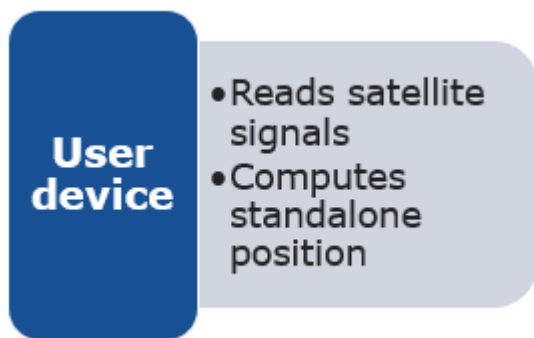 User
device
•Reads satellite
signals
•Computes
standalone
position